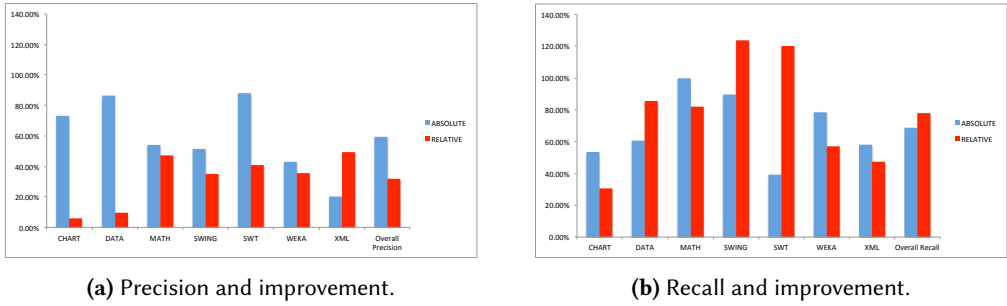 140.00%
120.00%
100.00%
80.00%
60.00%
40.00%
20.00%
0.00%
CHART DATA MATH SWING SWT WEKA XML Overall Precision
ABSOLUTE
RELATIVE
(a) Precision and improvement.
140.00%
120.00%
100.00%
80.00%
60.00%
40.00%
20.00%
0.00%
CHART DATA MATH SWING SWT WEKA XML Overall Recall
ABSOLUTE
RELATIVE
(b) Recall and improvement.